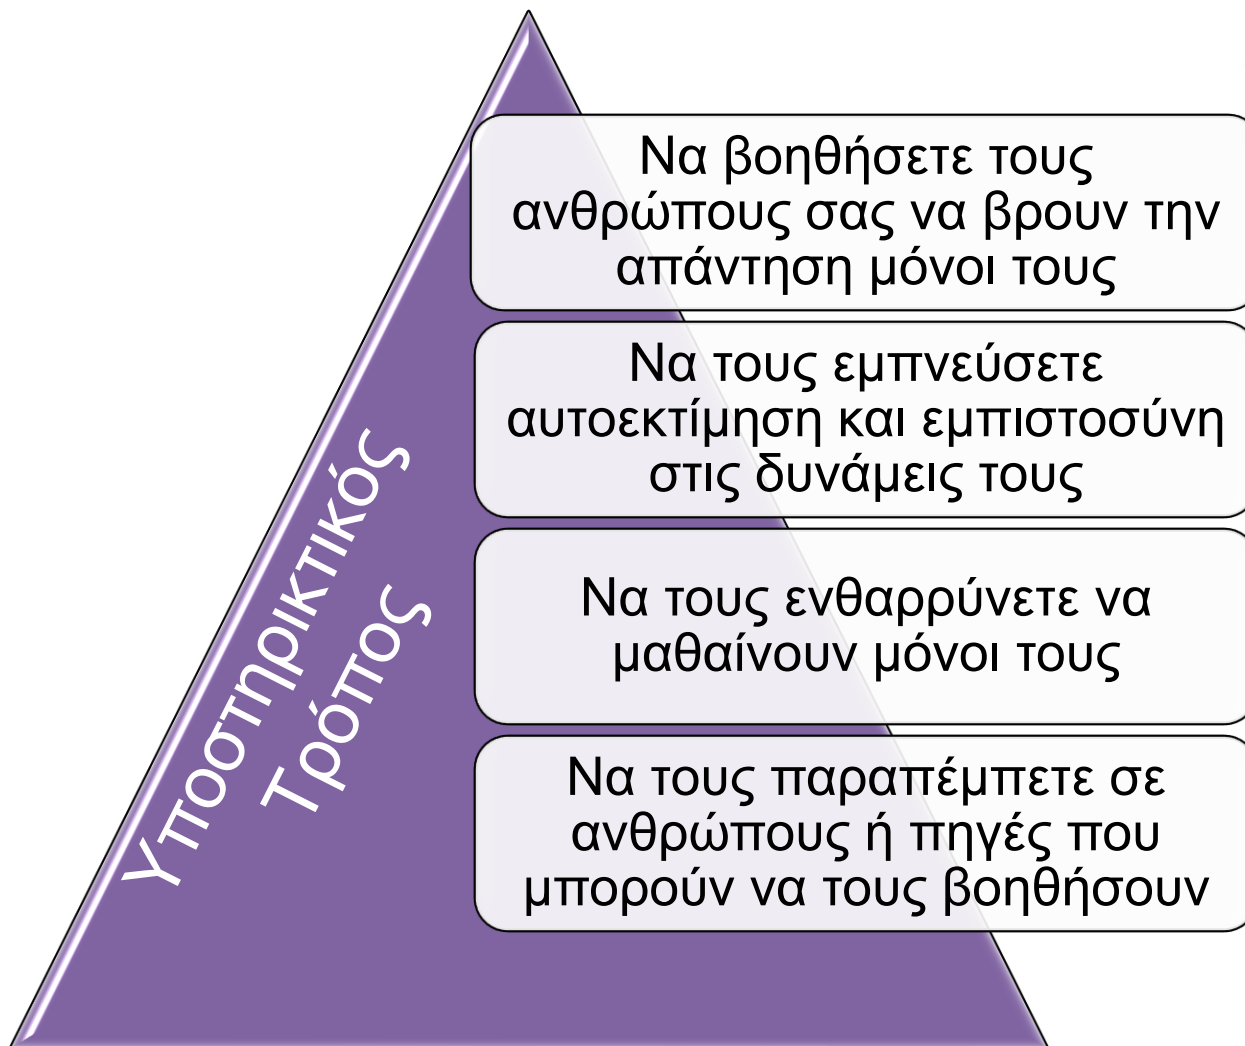 Υποστηρικτικός
Τρόπος
Να βοηθήσετε τους
ανθρώπους σας να βρουν την
απάντηση μόνοι τους
Να τους εμπνεύσετε
αυτοεκτίμηση και εμπιστοσύνη
στις δυνάμεις τους
Να τους ενθαρρύνετε να
μαθαίνουν μόνοι τους
Να τους παραπέμπετε σε
ανθρώπους ή πηγές που
μπορούν να τους βοηθήσουν